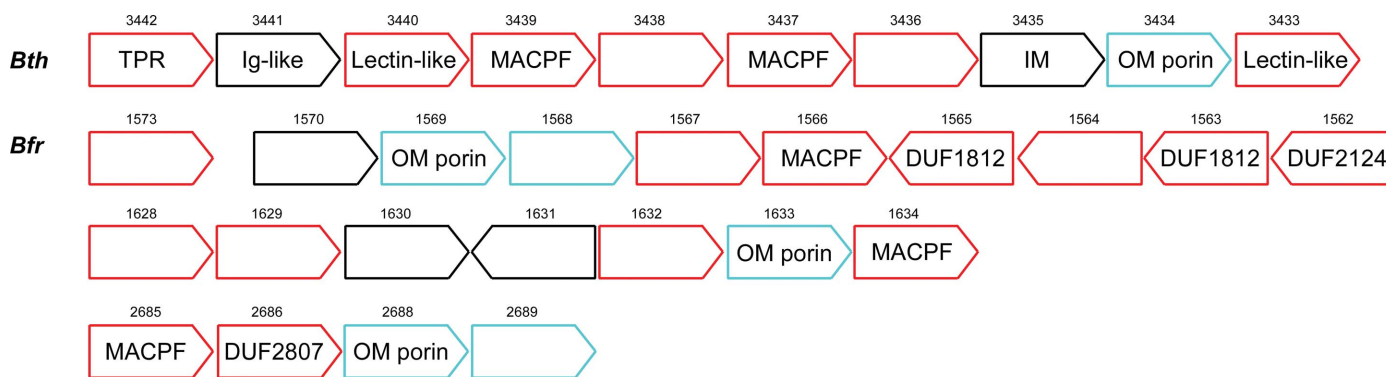 3442 3441 3440 3439 3438 3437 3436 3435 3434 3433
Bth TPR Ig-like Lectin-like MACPF MACPF IM OM porin Lectin-like
1573 1570 1569 1568 1567 1566 1565 1564 1563 1562
Bfr OM porin MACPF DUF1812 DUF1812 DUF2124
1628 1629 1630 1631 1632 1633 1634
OM porin MACPF
2685 2686 2688 2689
MACPF DUF2807 OM porin